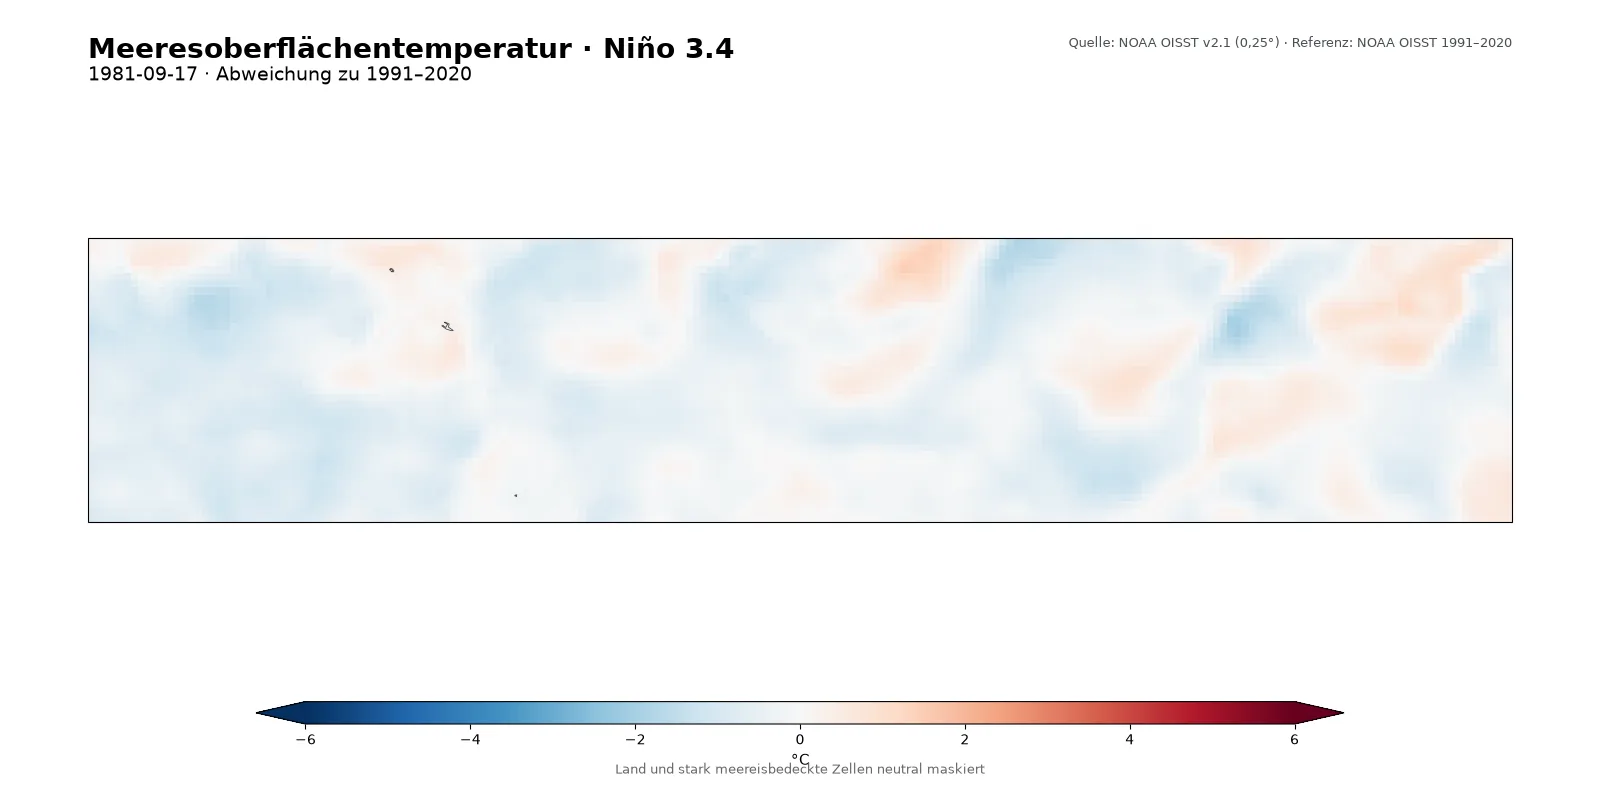 Meeresoberflächentemperatur · Niño 3.4
1981-09-17 · Abweichung zu 1991–2020
Quelle: NOAA OISST v2.1 (0,25°) · Referenz: NOAA OISST 1991–2020
−6 −4 −2 0 2 4 6
°C
Land und stark meereisbedeckte Zellen neutral maskiert